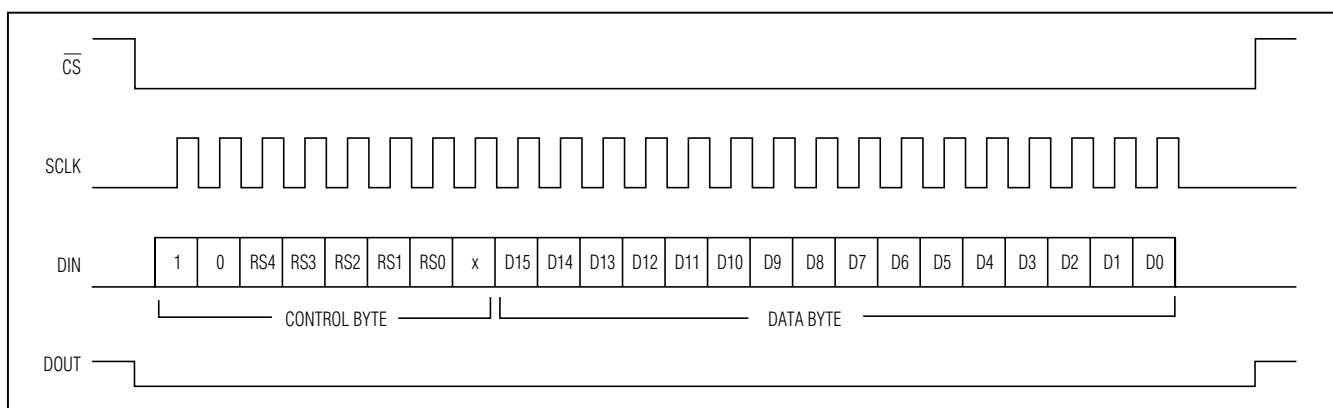 C̅S̅
SCLK
DIN 1 0 RS4 RS3 RS2 RS1 RS0 x D15 D14 D13 D12 D11 D10 D9 D8 D7 D6 D5 D4 D3 D2 D1 D0
CONTROL BYTE DATA BYTE
DOUT